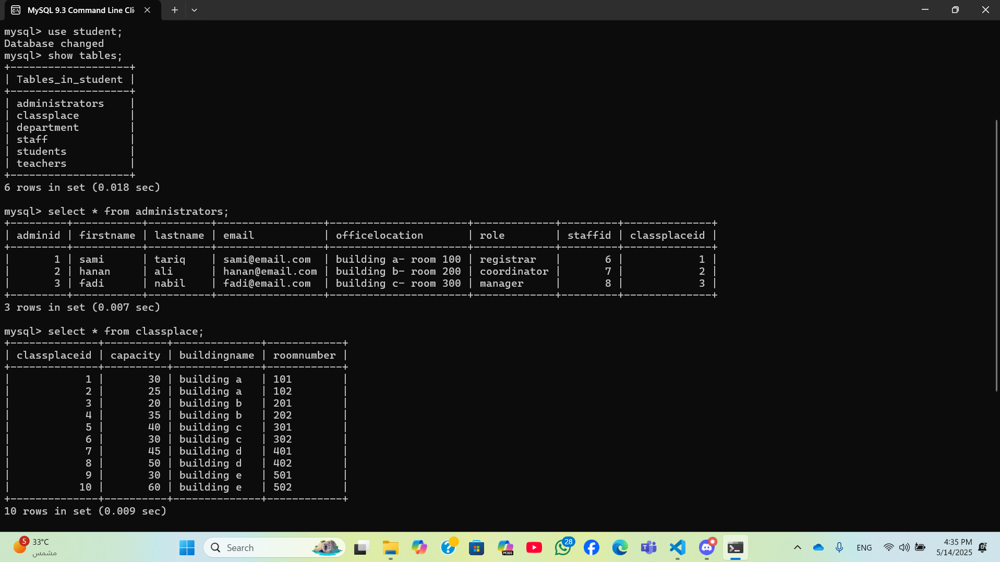 MySQL 9.3 Command Line Cli
mysql> use student;
Database changed
mysql> show tables;
+-------------------+
| Tables_in_student |
+-------------------+
| administrators    |
| classplace        |
| department        |
| staff             |
| students          |
| teachers          |
+-------------------+
6 rows in set (0.018 sec)
mysql> select * from administrators;
+---------+-----------+----------+-----------------+----------------------+-------------+---------+--------------+
| adminid | firstname | lastname | email           | officelocation       | role        | staffid | classplaceid |
+---------+-----------+----------+-----------------+----------------------+-------------+---------+--------------+
|       1 | sami      | tariq    | sami@email.com  | building a- room 100 | registrar   |       6 |            1 |
|       2 | hanan     | ali      | hanan@email.com | building b- room 200 | coordinator |       7 |            2 |
|       3 | fadi      | nabil    | fadi@email.com  | building c- room 300 | manager     |       8 |            3 |
+---------+-----------+----------+-----------------+----------------------+-------------+---------+--------------+
3 rows in set (0.007 sec)
mysql> select * from classplace;
+--------------+----------+--------------+------------+
| classplaceid | capacity | buildingname | roomnumber |
+--------------+----------+--------------+------------+
|            1 |       30 | building a   | 101        |
|            2 |       25 | building a   | 102        |
|            3 |       20 | building b   | 201        |
|            4 |       35 | building b   | 202        |
|            5 |       40 | building c   | 301        |
|            6 |       30 | building c   | 302        |
|            7 |       45 | building d   | 401        |
|            8 |       50 | building d   | 402        |
|            9 |       30 | building e   | 501        |
|           10 |       60 | building e   | 502        |
+--------------+----------+--------------+------------+
10 rows in set (0.009 sec)
5
33°C
مشمس
Search
M365
28
ENG
4:35 PM
5/14/2025